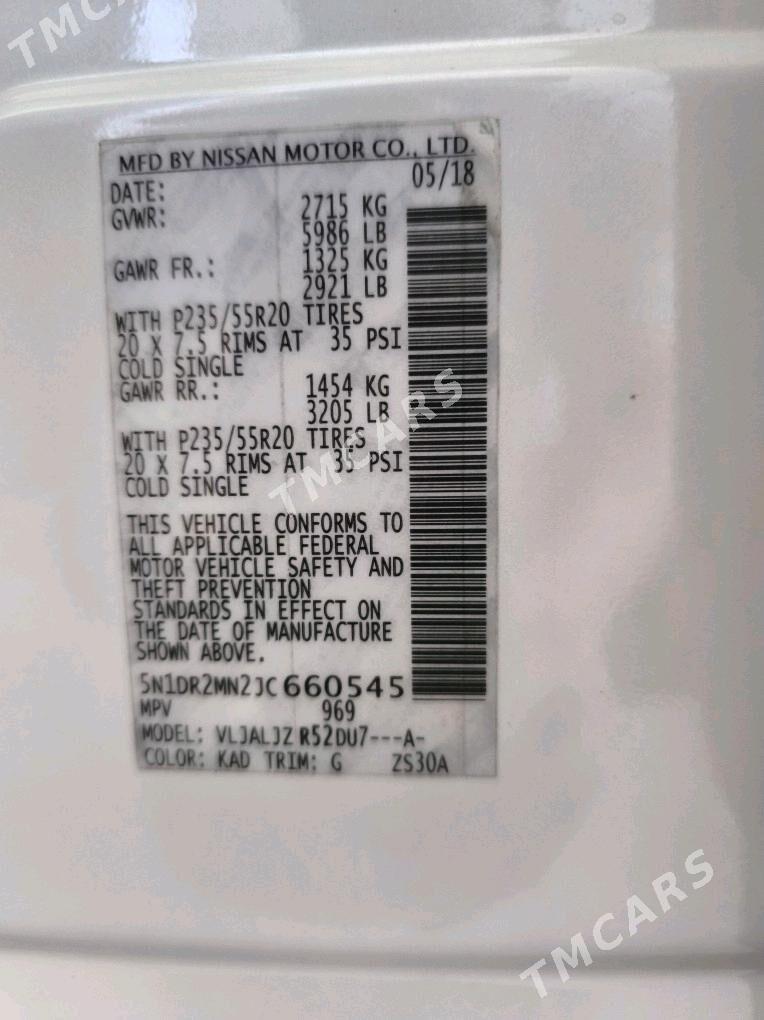 TMCARS
MFD BY NISSAN MOTOR CO., LTD.
DATE: 05/18
GVWR: 2715 KG
5986 LB
GAWR FR.: 1325 KG
2921 LB
WITH P235/55R20 TIRES
20 X 7.5 RIMS AT 35 PSI
COLD SINGLE
GAWR RR.: 1454 KG
3205 LB
WITH P235/55R20 TIRES
20 X 7.5 RIMS AT 35 PSI
COLD SINGLE
TMCARS
THIS VEHICLE CONFORMS TO
ALL APPLICABLE FEDERAL
MOTOR VEHICLE SAFETY AND
THEFT PREVENTION
STANDARDS IN EFFECT ON
THE DATE OF MANUFACTURE
SHOWN ABOVE.
5N1DR2MN2JC660545
MPV 969
MODEL: VLJALJZ R52DU7---A-
COLOR: KAD TRIM: G ZS30A
TMCARS